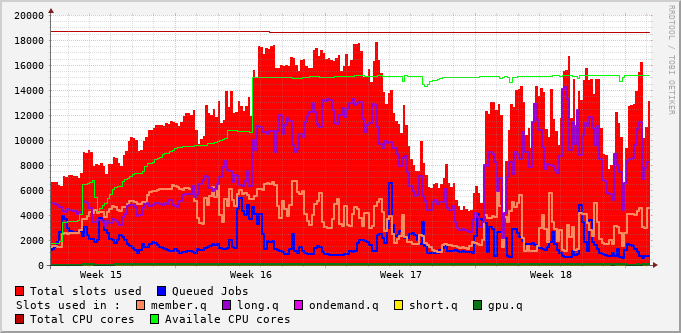 20000
18000
16000
14000
12000
10000
8000
6000
4000
2000
0
Week 15 Week 16 Week 17 Week 18
RRDTOOL / TOBI OETIKER
Total slots used Queued Jobs
Slots used in : member.q long.q ondemand.q short.q gpu.q
Total CPU cores Availale CPU cores